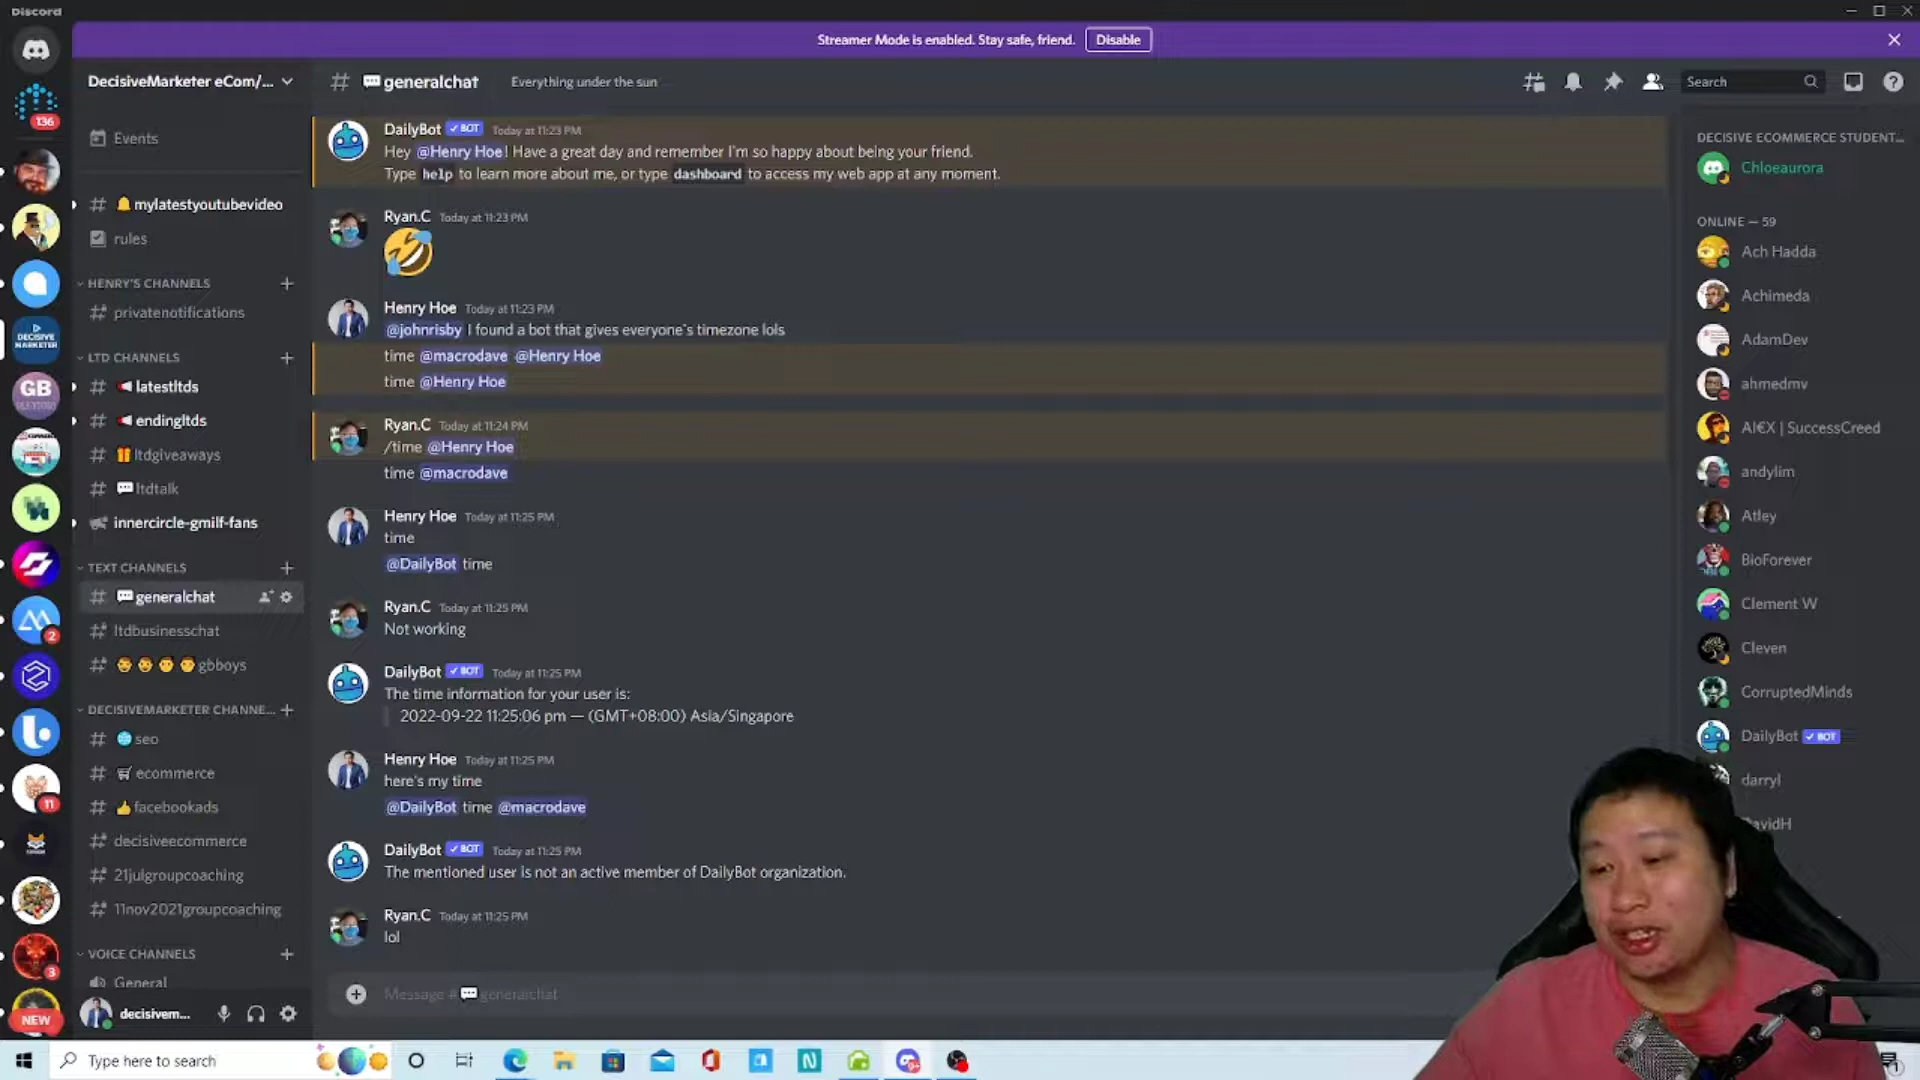 Discord
Streamer Mode is enabled. Stay safe, friend.
Disable
DecisiveMarketer eCom/...
Events
mylatestyoutubevideo
rules
HENRY'S CHANNELS
privatenotifications
LTD CHANNELS
latestltds
endingltds
ltdgiveaways
ltdtalk
innercircle-gmilf-fans
TEXT CHANNELS
generalchat
ltdbusinesschat
gbboys
DECISIVEMARKETER CHANNE...
seo
ecommerce
facebookads
decisiveecommerce
21julgroupcoaching
11nov2021groupcoaching
VOICE CHANNELS
General
decisivem...
136
DECISIVE
MARKETER
GB
2
11
3
NEW
generalchat
Everything under the sun
Search
DailyBot BOT Today at 11:23 PM
Hey @Henry Hoe! Have a great day and remember I'm so happy about being your friend.
Type help to learn more about me, or type dashboard to access my web app at any moment.
Ryan.C Today at 11:23 PM
Henry Hoe Today at 11:23 PM
@johnrisby I found a bot that gives everyone's timezone lols
time @macrodave @Henry Hoe
time @Henry Hoe
Ryan.C Today at 11:24 PM
/time @Henry Hoe
time @macrodave
Henry Hoe Today at 11:25 PM
time
@DailyBot time
Ryan.C Today at 11:25 PM
Not working
DailyBot BOT Today at 11:25 PM
The time information for your user is:
2022-09-22 11:25:06 pm — (GMT+08:00) Asia/Singapore
Henry Hoe Today at 11:25 PM
here's my time
@DailyBot time @macrodave
DailyBot BOT Today at 11:25 PM
The mentioned user is not an active member of DailyBot organization.
Ryan.C Today at 11:25 PM
lol
Message # generalchat
DECISIVE ECOMMERCE STUDENT...
Chloeaurora
ONLINE — 59
Ach Hadda
Achimeda
AdamDev
ahmedmv
Al€X | SuccessCreed
andylim
Atley
BioForever
Clement W
Cleven
CorruptedMinds
DailyBot BOT
darryl
DavidH
Type here to search